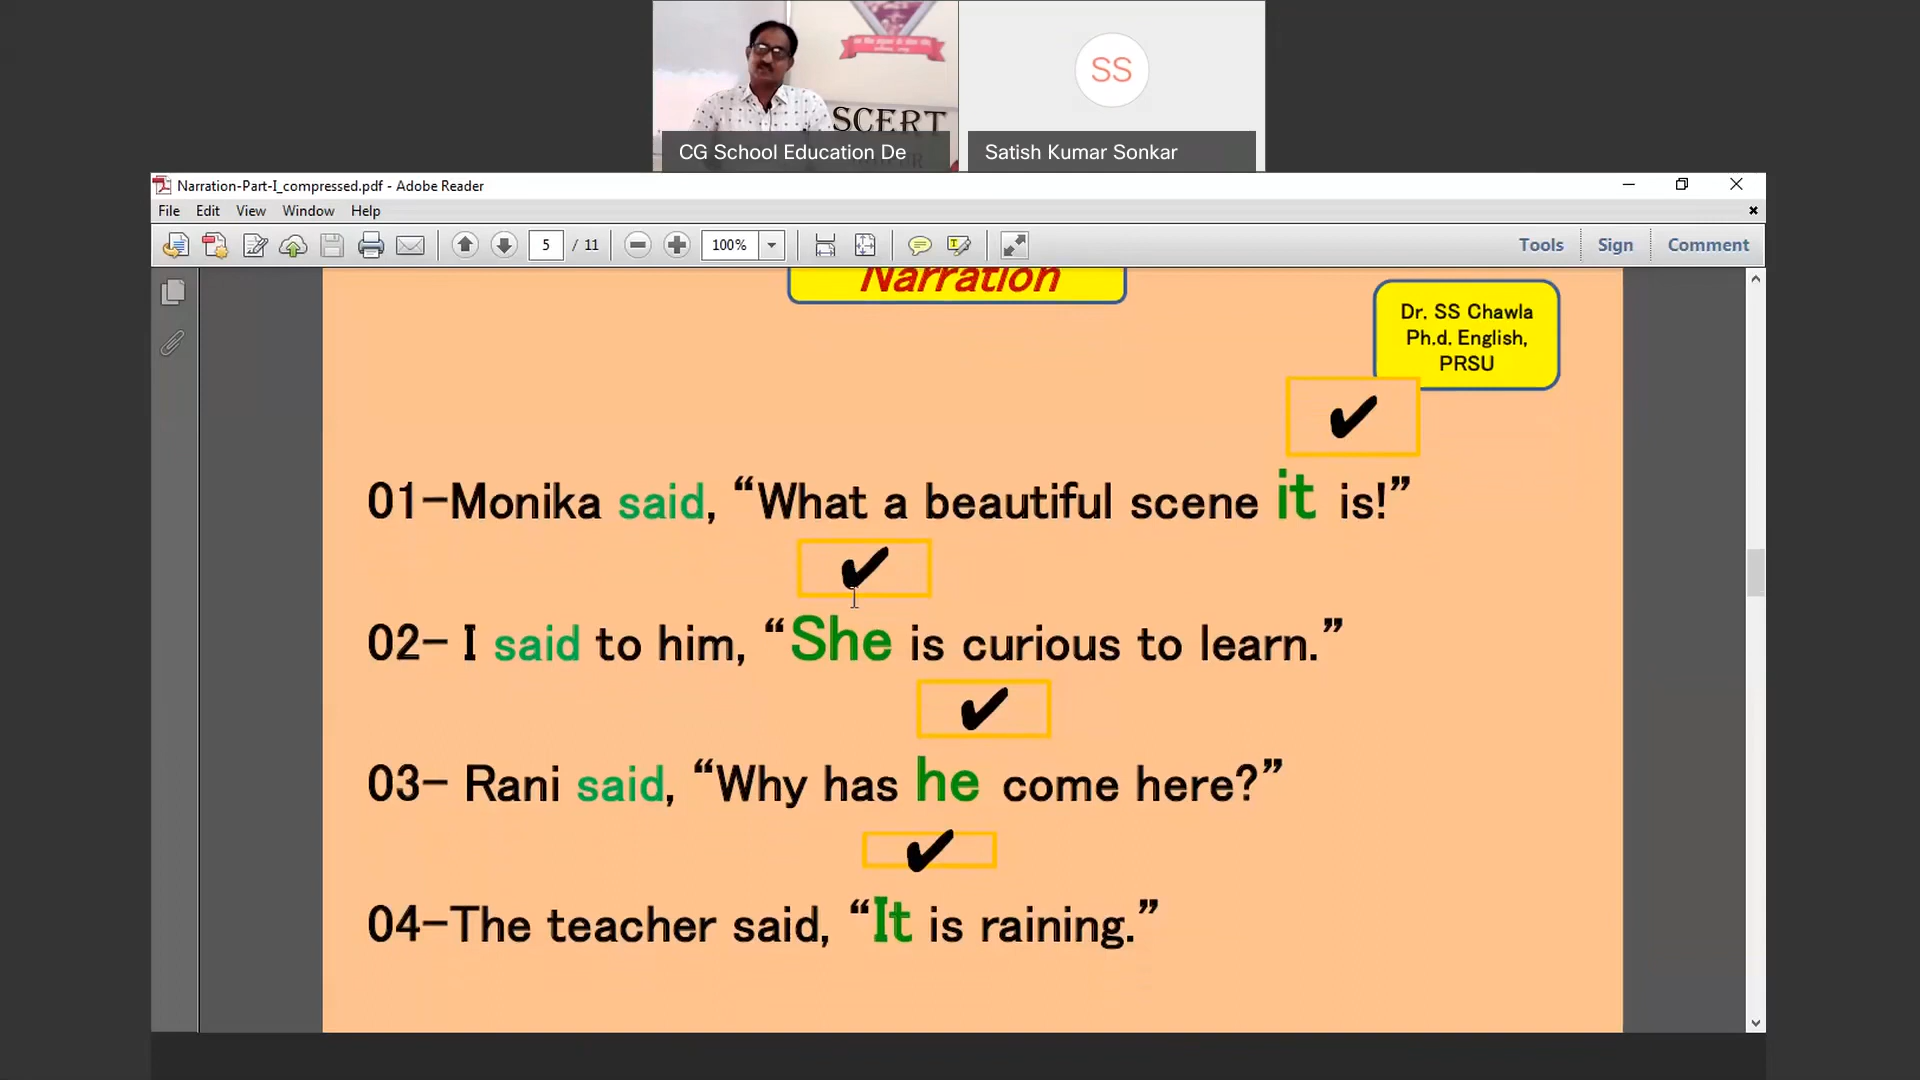 SCERT
CG School Education De
SS
Satish Kumar Sonkar
Narration-Part-I_compressed.pdf - Adobe Reader
File Edit View Window Help
5 / 11 100% Tools Sign Comment
Narration
Dr. SS Chawla
Ph.d. English,
PRSU
✔
01-Monika said, “What a beautiful scene it is!”
✔
02- I said to him, “She is curious to learn.”
✔
03- Rani said, “Why has he come here?”
✔
04-The teacher said, “It is raining.”